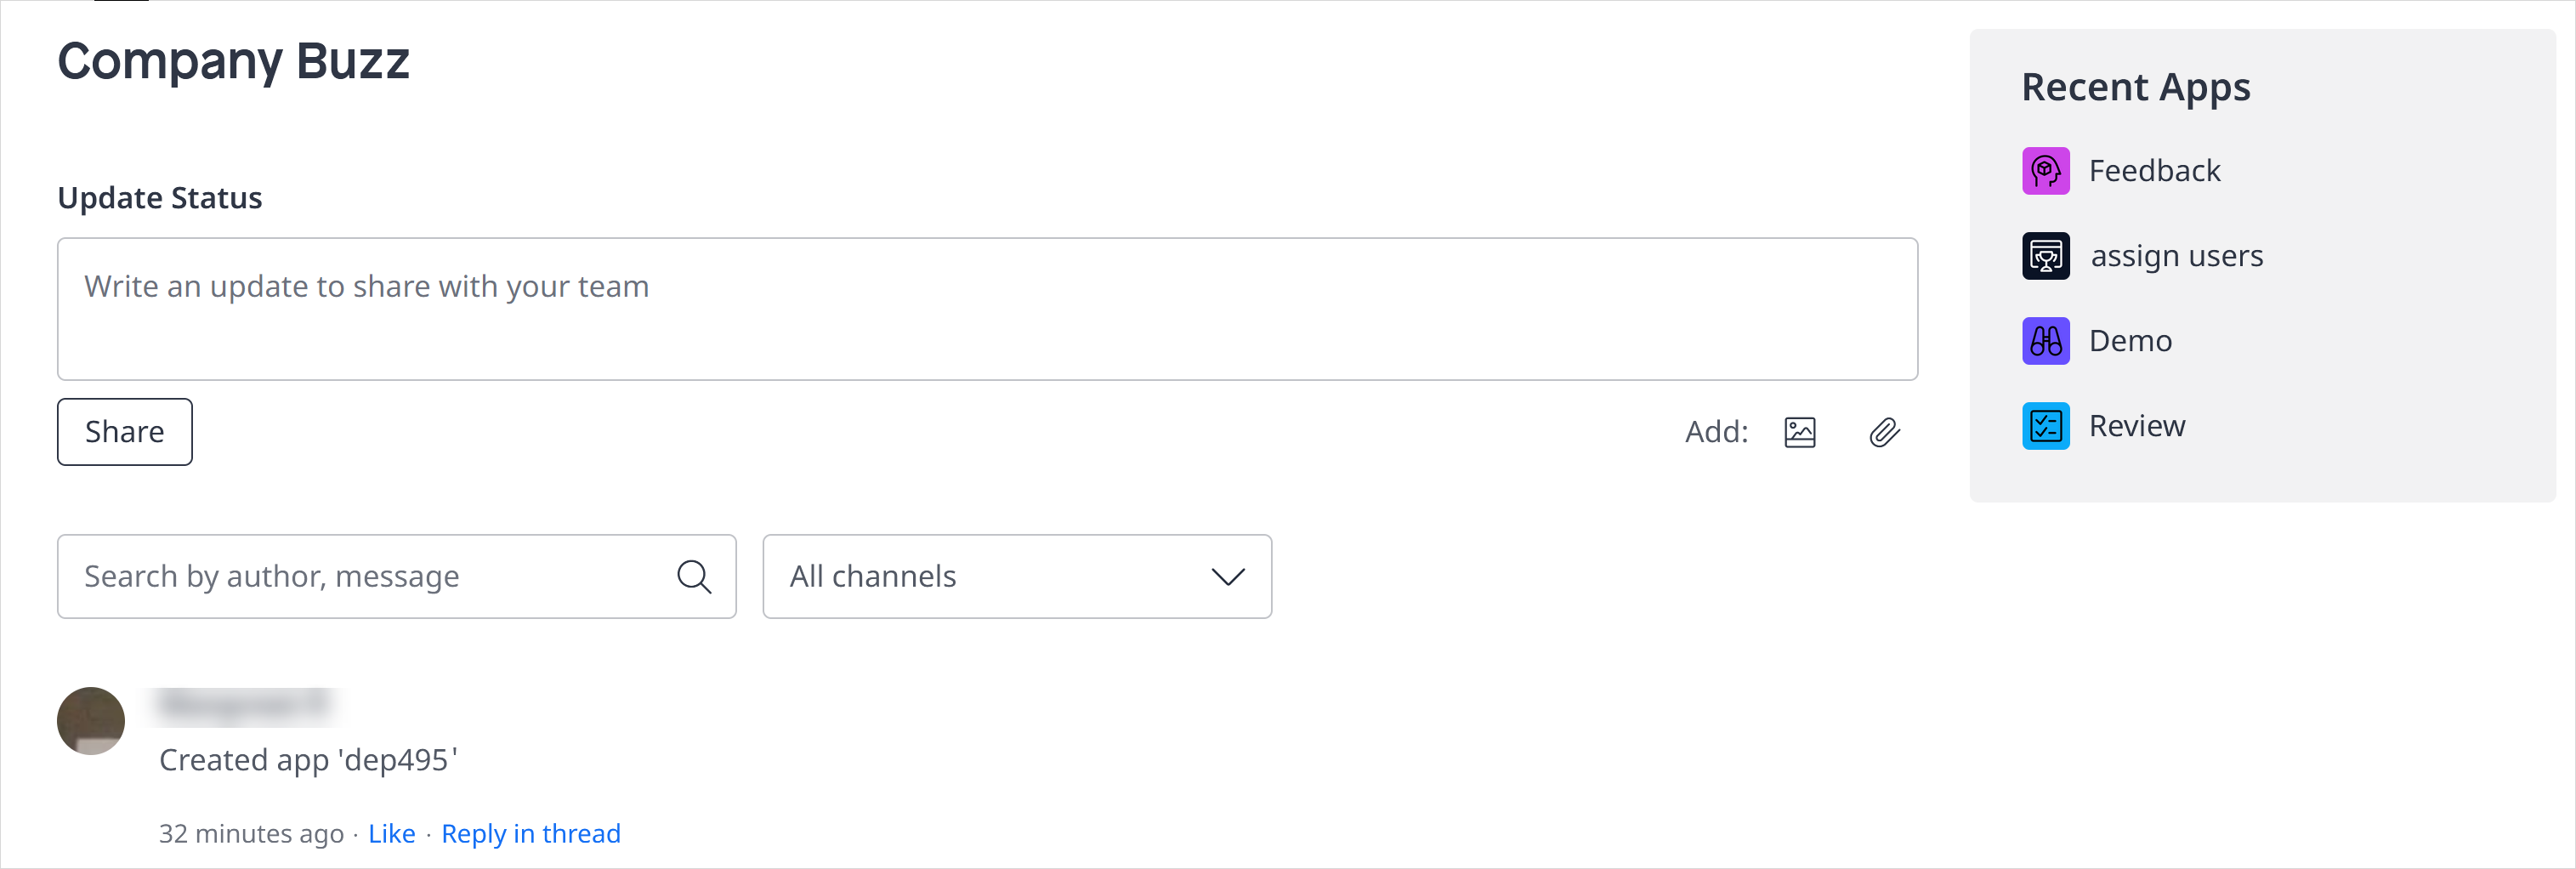 Company Buzz
Update Status
Write an update to share with your team
Share
Add:
Search by author, message
All channels
Created app 'dep495'
32 minutes ago · Like · Reply in thread
Recent Apps
Feedback
assign users
Demo
Review